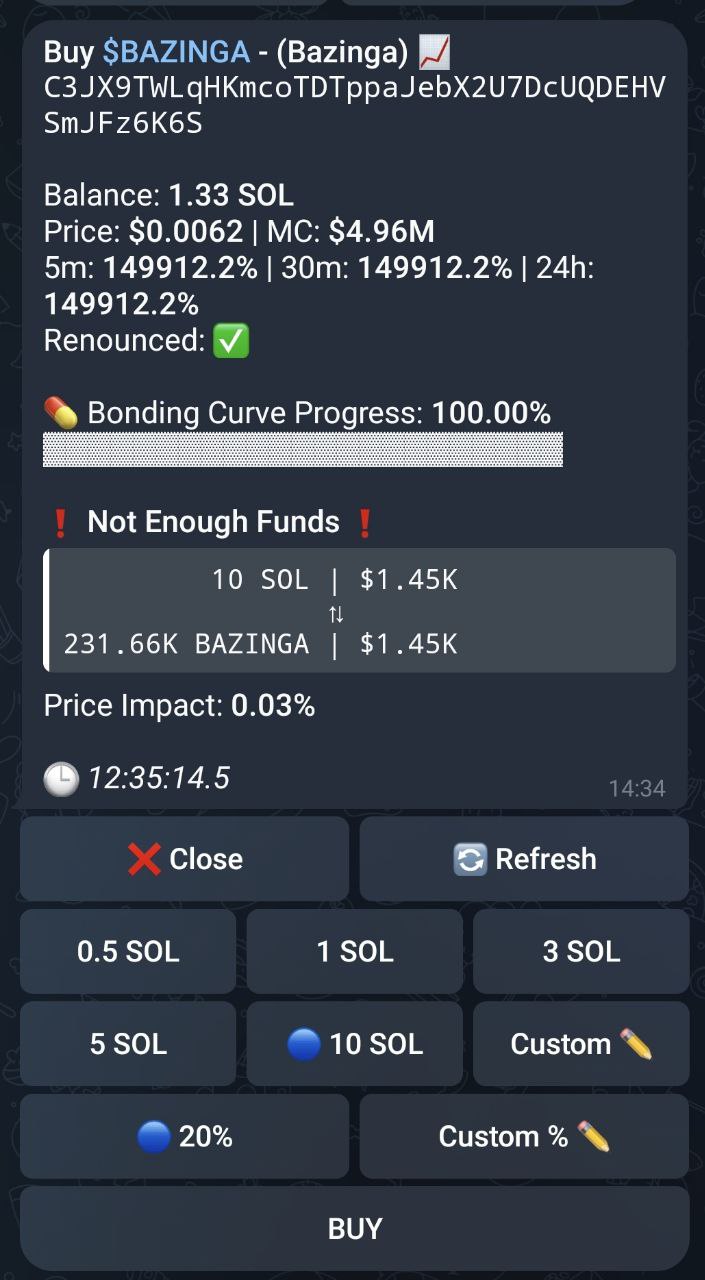 Buy $BAZINGA - (Bazinga) 📈
C3JX9TWLqHKmcoTDTppaJebX2U7DcUQDEHV
SmJFz6K6S
Balance: 1.33 SOL
Price: $0.0062 | MC: $4.96M
5m: 149912.2% | 30m: 149912.2% | 24h:
149912.2%
Renounced: ✅
💊 Bonding Curve Progress: 100.00%
❗ Not Enough Funds ❗
10 SOL | $1.45K
⇅
231.66K BAZINGA | $1.45K
Price Impact: 0.03%
🕒 12:35:14.5
14:34
❌ Close
🔄 Refresh
0.5 SOL
1 SOL
3 SOL
5 SOL
🔵 10 SOL
Custom ✏️
🔵 20%
Custom % ✏️
BUY